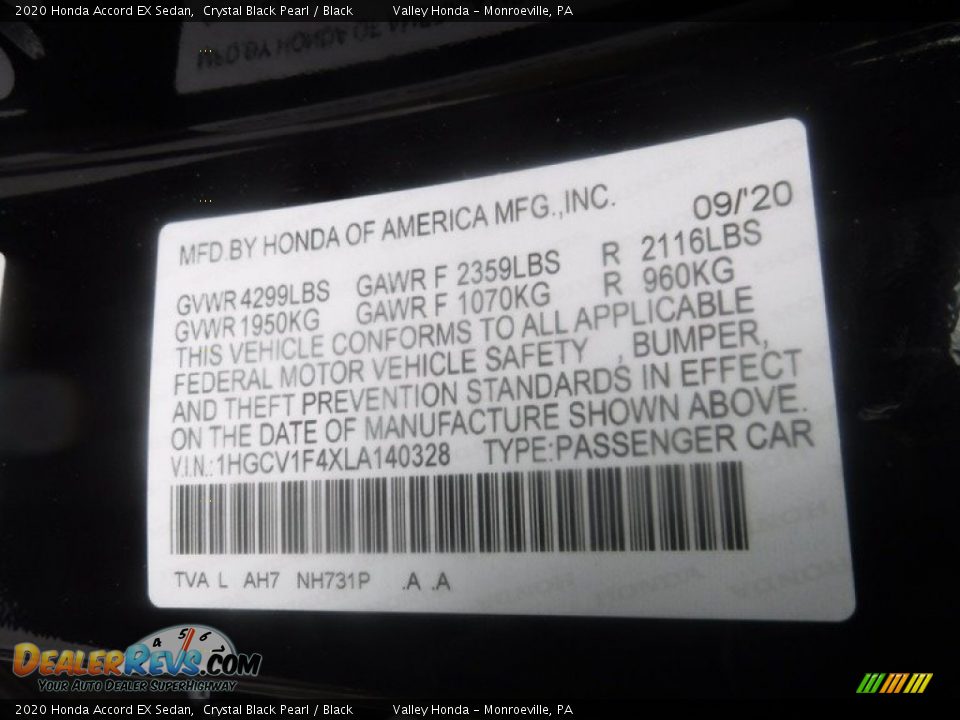 2020 Honda Accord EX Sedan, Crystal Black Pearl / Black Valley Honda - Monroeville, PA
MFD.BY HONDA OF AMERICA MFG.,INC. 09/'20
GVWR 4299LBS GAWR F 2359LBS R 2116LBS
GVWR 1950KG GAWR F 1070KG R 960KG
THIS VEHICLE CONFORMS TO ALL APPLICABLE
FEDERAL MOTOR VEHICLE SAFETY , BUMPER,
AND THEFT PREVENTION STANDARDS IN EFFECT
ON THE DATE OF MANUFACTURE SHOWN ABOVE.
V.I.N.:1HGCV1F4XLA140328 TYPE:PASSENGER CAR
TVA L AH7 NH731P .A .A
4 5 6
DEALERREVS.COM
YOUR AUTO DEALER SUPERHIGHWAY
2020 Honda Accord EX Sedan, Crystal Black Pearl / Black Valley Honda - Monroeville, PA